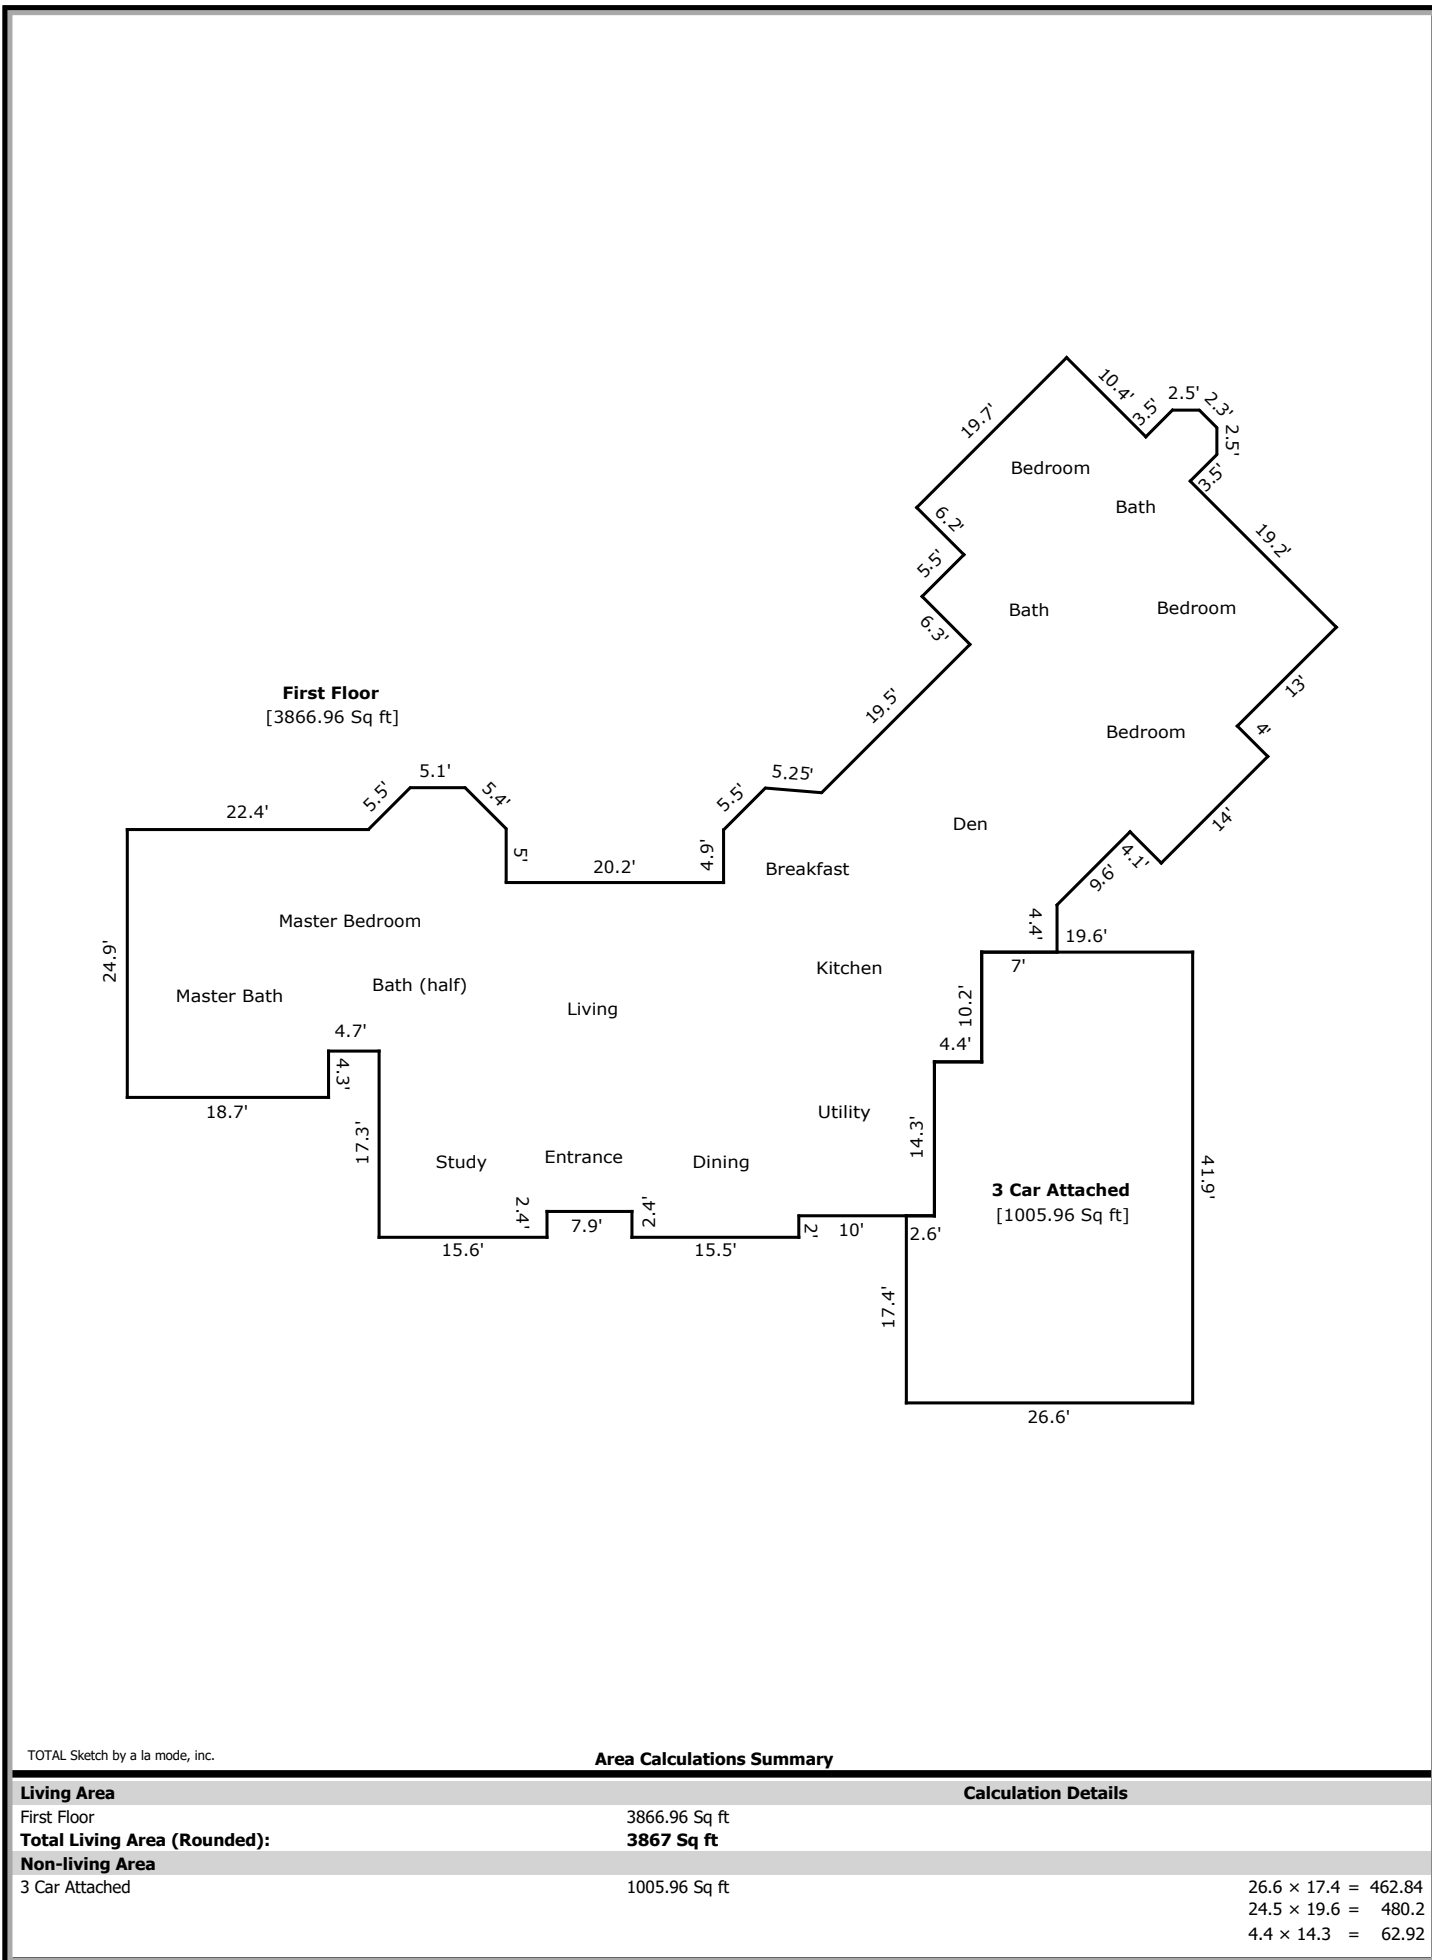 10.4'
3.5'
2.5'
2.3'
2.5'
3.5'
19.7'
Bedroom
Bath
6.2'
5.5'
19.2'
6.3'
Bath
Bedroom
First Floor
[3866.96 Sq ft]
19.5'
13'
4'
Bedroom
5.5'
5.1'
5.4'
5.5'
5.25'
22.4'
14'
Den
5'
20.2'
4.9'
Breakfast
9.6'
4.1'
Master Bedroom
4.4'
19.6'
24.9'
Kitchen
7'
Bath (half)
Master Bath
Living
10.2'
4.7'
4.4'
4.3'
18.7'
Utility
17.3'
14.3'
Study
Entrance
Dining
41.9'
3 Car Attached
[1005.96 Sq ft]
2.4'
7.9'
2.4'
2'
10'
2.6'
15.6'
15.5'
17.4'
26.6'
TOTAL Sketch by a la mode, inc.
Area Calculations Summary
Living Area Calculation Details
First Floor 3866.96 Sq ft
Total Living Area (Rounded): 3867 Sq ft
Non-living Area
3 Car Attached 1005.96 Sq ft 26.6 × 17.4 = 462.84
24.5 × 19.6 = 480.2
4.4 × 14.3 = 62.92